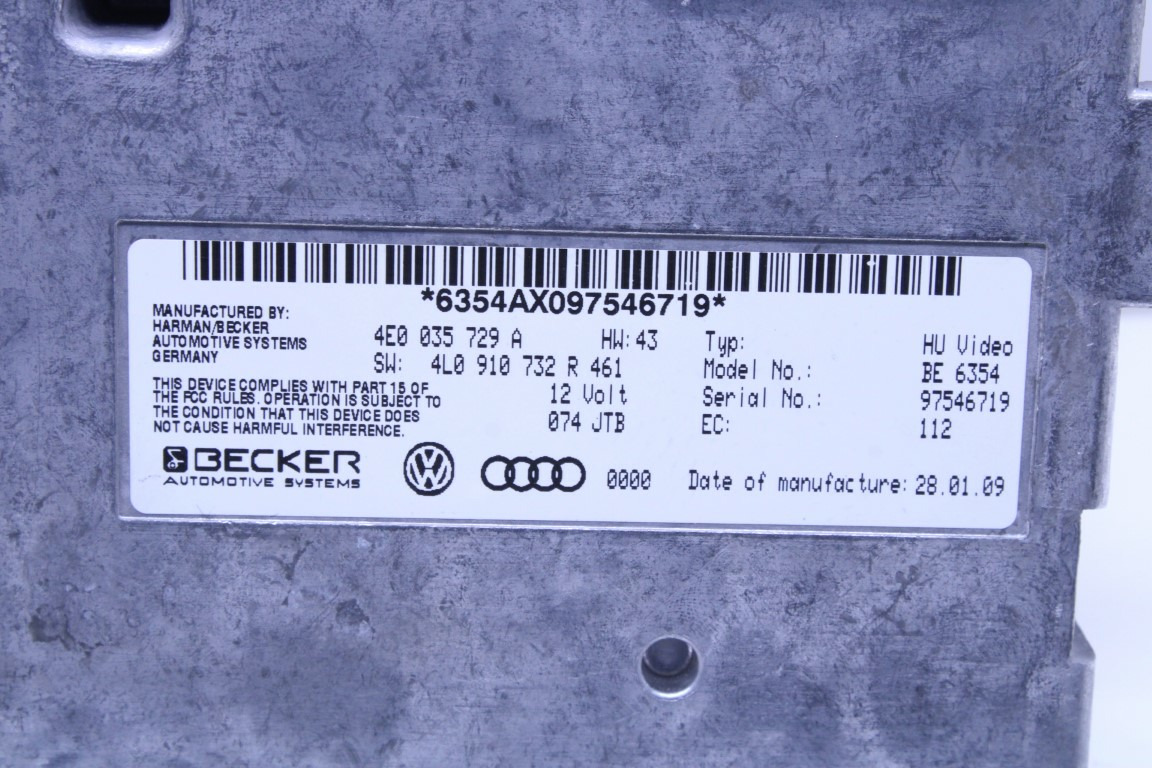 *6354AX097546719*
MANUFACTURED BY:
HARMAN/BECKER
AUTOMOTIVE SYSTEMS
GERMANY
4E0 035 729 A HW: 43
SW: 4L0 910 732 R 461
12 Volt
074 JTB
THIS DEVICE COMPLIES WITH PART 15 OF
THE FCC RULES. OPERATION IS SUBJECT TO
THE CONDITION THAT THIS DEVICE DOES
NOT CAUSE HARMFUL INTERFERENCE.
Typ: HU Video
Model No.: BE 6354
Serial No.: 97546719
EC: 112
BECKER
AUTOMOTIVE SYSTEMS
0000 Date of manufacture: 28.01.09